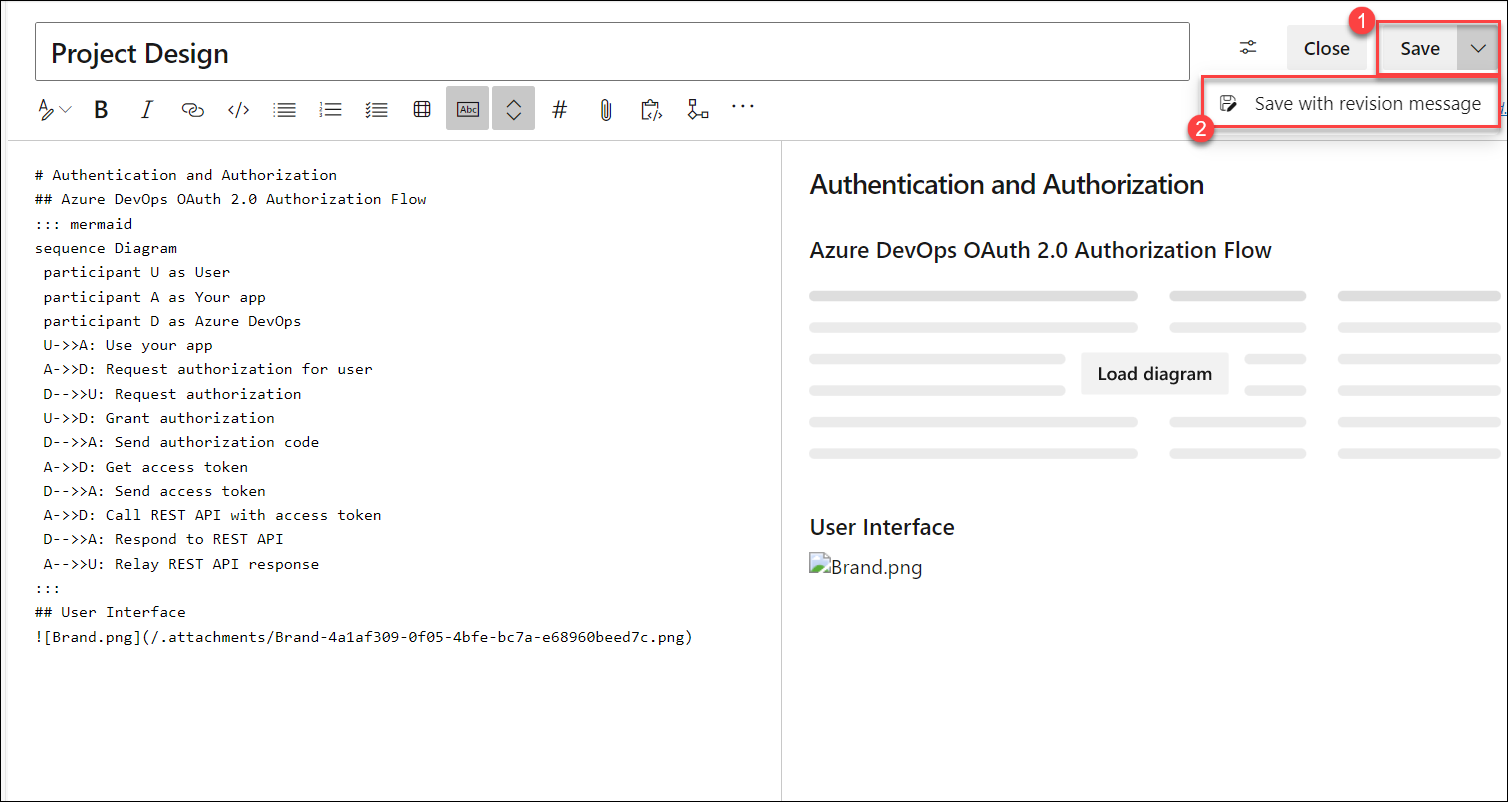 1
Project Design
Close
Save
B I </> Abc # ...
Save with revision message
2
# Authentication and Authorization
## Azure DevOps OAuth 2.0 Authorization Flow
::: mermaid
sequence Diagram
participant U as User
participant A as Your app
participant D as Azure DevOps
U->>A: Use your app
A->>D: Request authorization for user
D-->>U: Request authorization
U->>D: Grant authorization
D-->>A: Send authorization code
A->>D: Get access token
D-->>A: Send access token
A->>D: Call REST API with access token
D-->>A: Respond to REST API
A-->>U: Relay REST API response
:::
## User Interface
![Brand.png](/.attachments/Brand-4a1af309-0f05-4bfe-bc7a-e68960beed7c.png)
Authentication and Authorization
Azure DevOps OAuth 2.0 Authorization Flow
Load diagram
User Interface
Brand.png